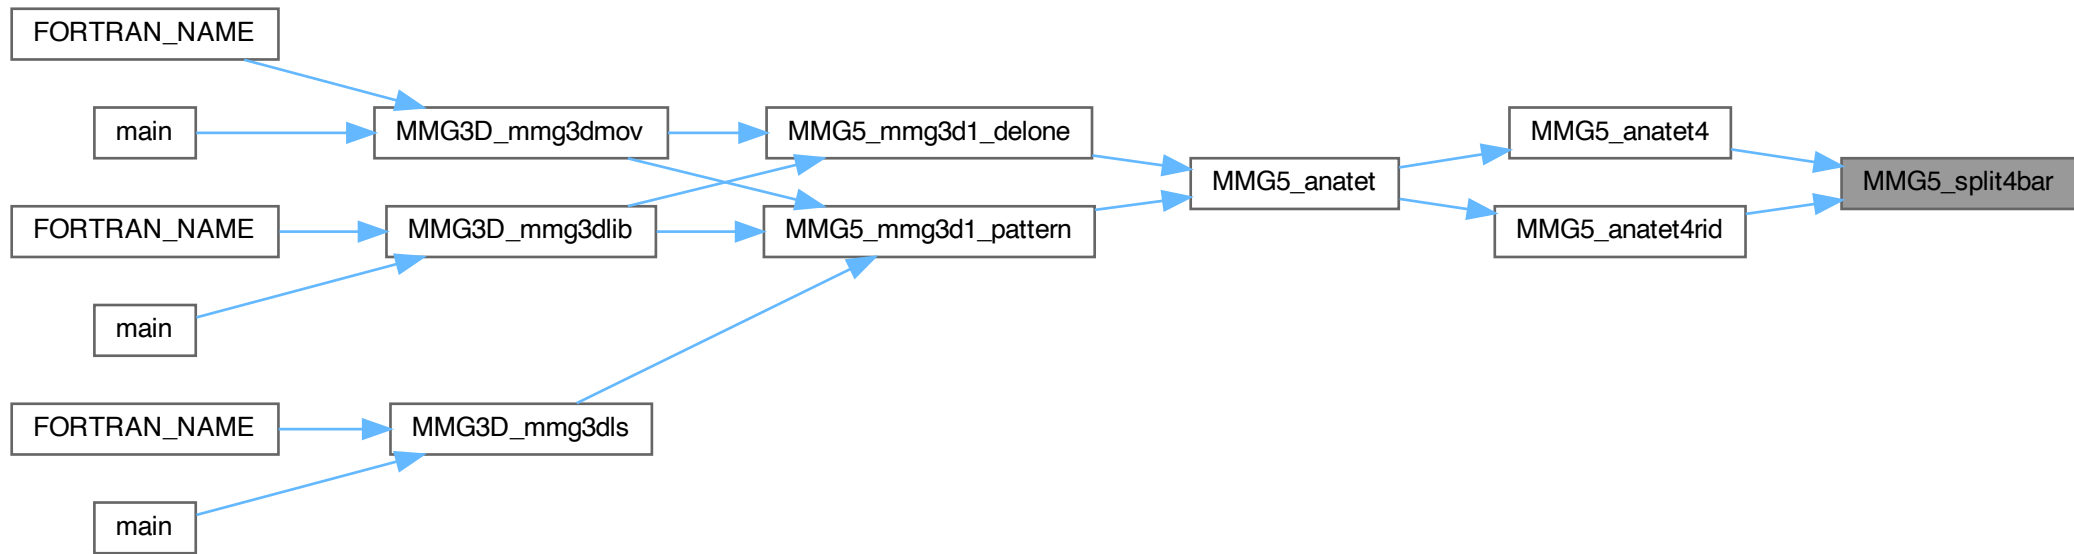 FORTRAN_NAME
main
MMG3D_mmg3dmov
MMG5_mmg3d1_delone
MMG5_anatet4
MMG5_anatet
MMG5_split4bar
FORTRAN_NAME
MMG3D_mmg3dlib
MMG5_mmg3d1_pattern
MMG5_anatet4rid
main
FORTRAN_NAME
MMG3D_mmg3dls
main